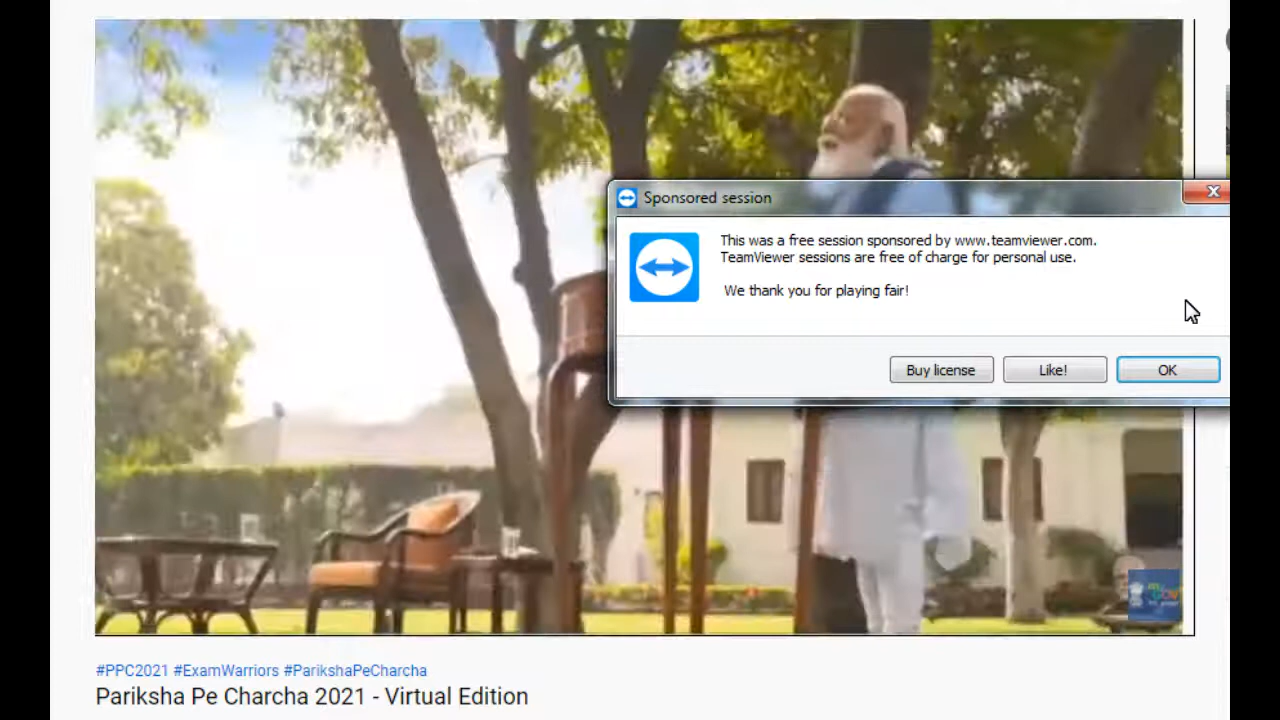 Sponsored session
X
This was a free session sponsored by www.teamviewer.com.
TeamViewer sessions are free of charge for personal use.
We thank you for playing fair!
Buy license Like! OK
#PPC2021 #ExamWarriors #ParikshaPeCharcha
Pariksha Pe Charcha 2021 - Virtual Edition